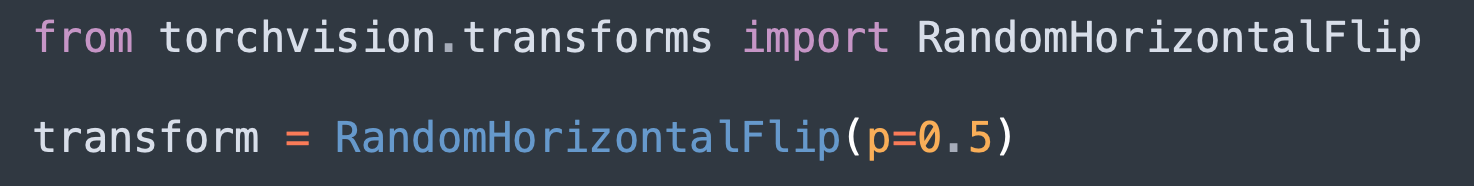 from torchvision.transforms import RandomHorizontalFlip
transform = RandomHorizontalFlip(p=0.5)